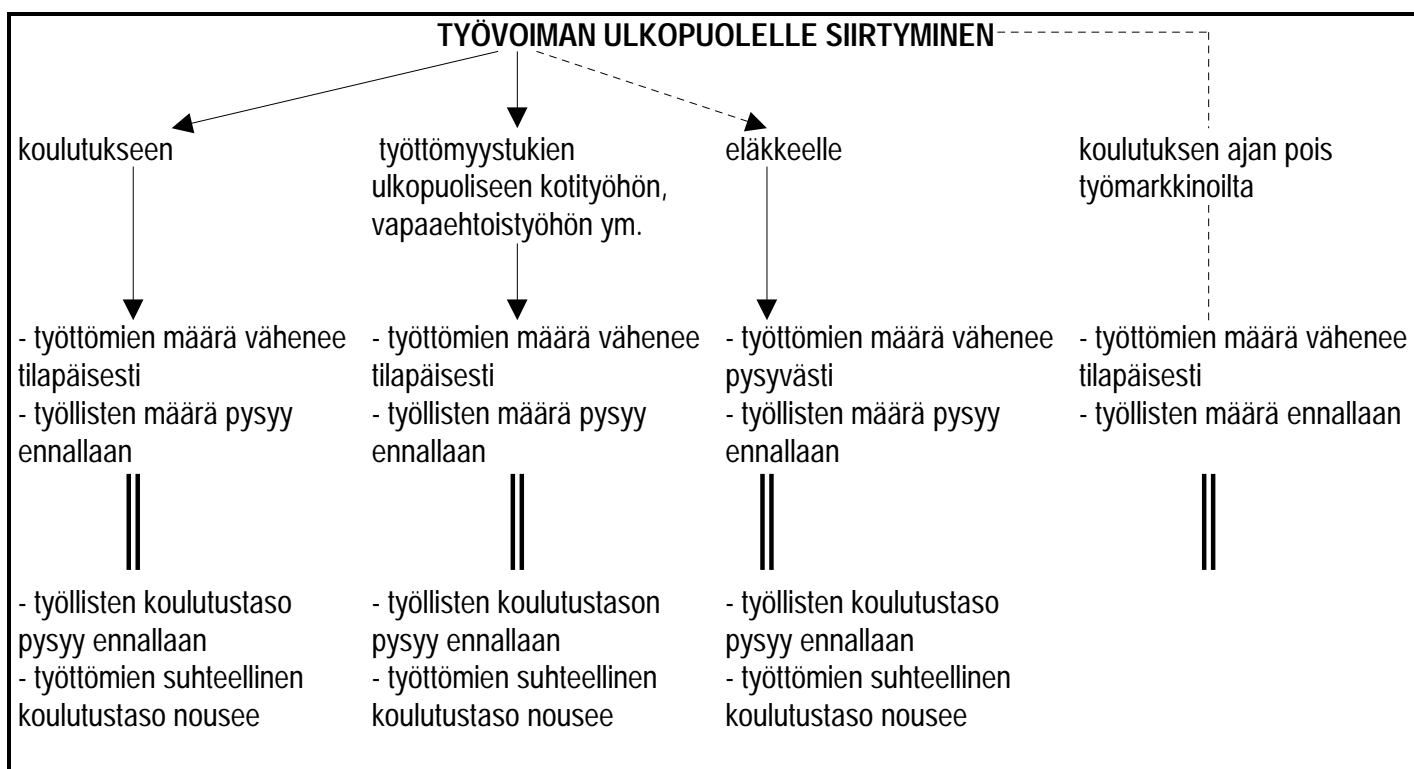 TYÖVOIMAN ULKOPUOLELLE SIIRTYMINEN
koulutukseen
työttömyystukien
ulkopuoliseen kotityöhön,
vapaaehtoistyöhön ym.
eläkkeelle
koulutuksen ajan pois
työmarkkinoilta
- työttömien määrä vähenee
tilapäisesti
- työllisten määrä pysyy
ennallaan
- työttömien määrä vähenee
tilapäisesti
- työllisten määrä pysyy
ennallaan
- työttömien määrä vähenee
pysyvästi
- työllisten määrä pysyy
ennallaan
- työttömien määrä vähenee
tilapäisesti
- työllisten määrä ennallaan
- työllisten koulutustaso
pysyy ennallaan
- työttömien suhteellinen
koulutustaso nousee
- työllisten koulutustason
pysyy ennallaan
- työttömien suhteellinen
koulutustaso nousee
- työllisten koulutustaso
pysyy ennallaan
- työttömien suhteellinen
koulutustaso nousee